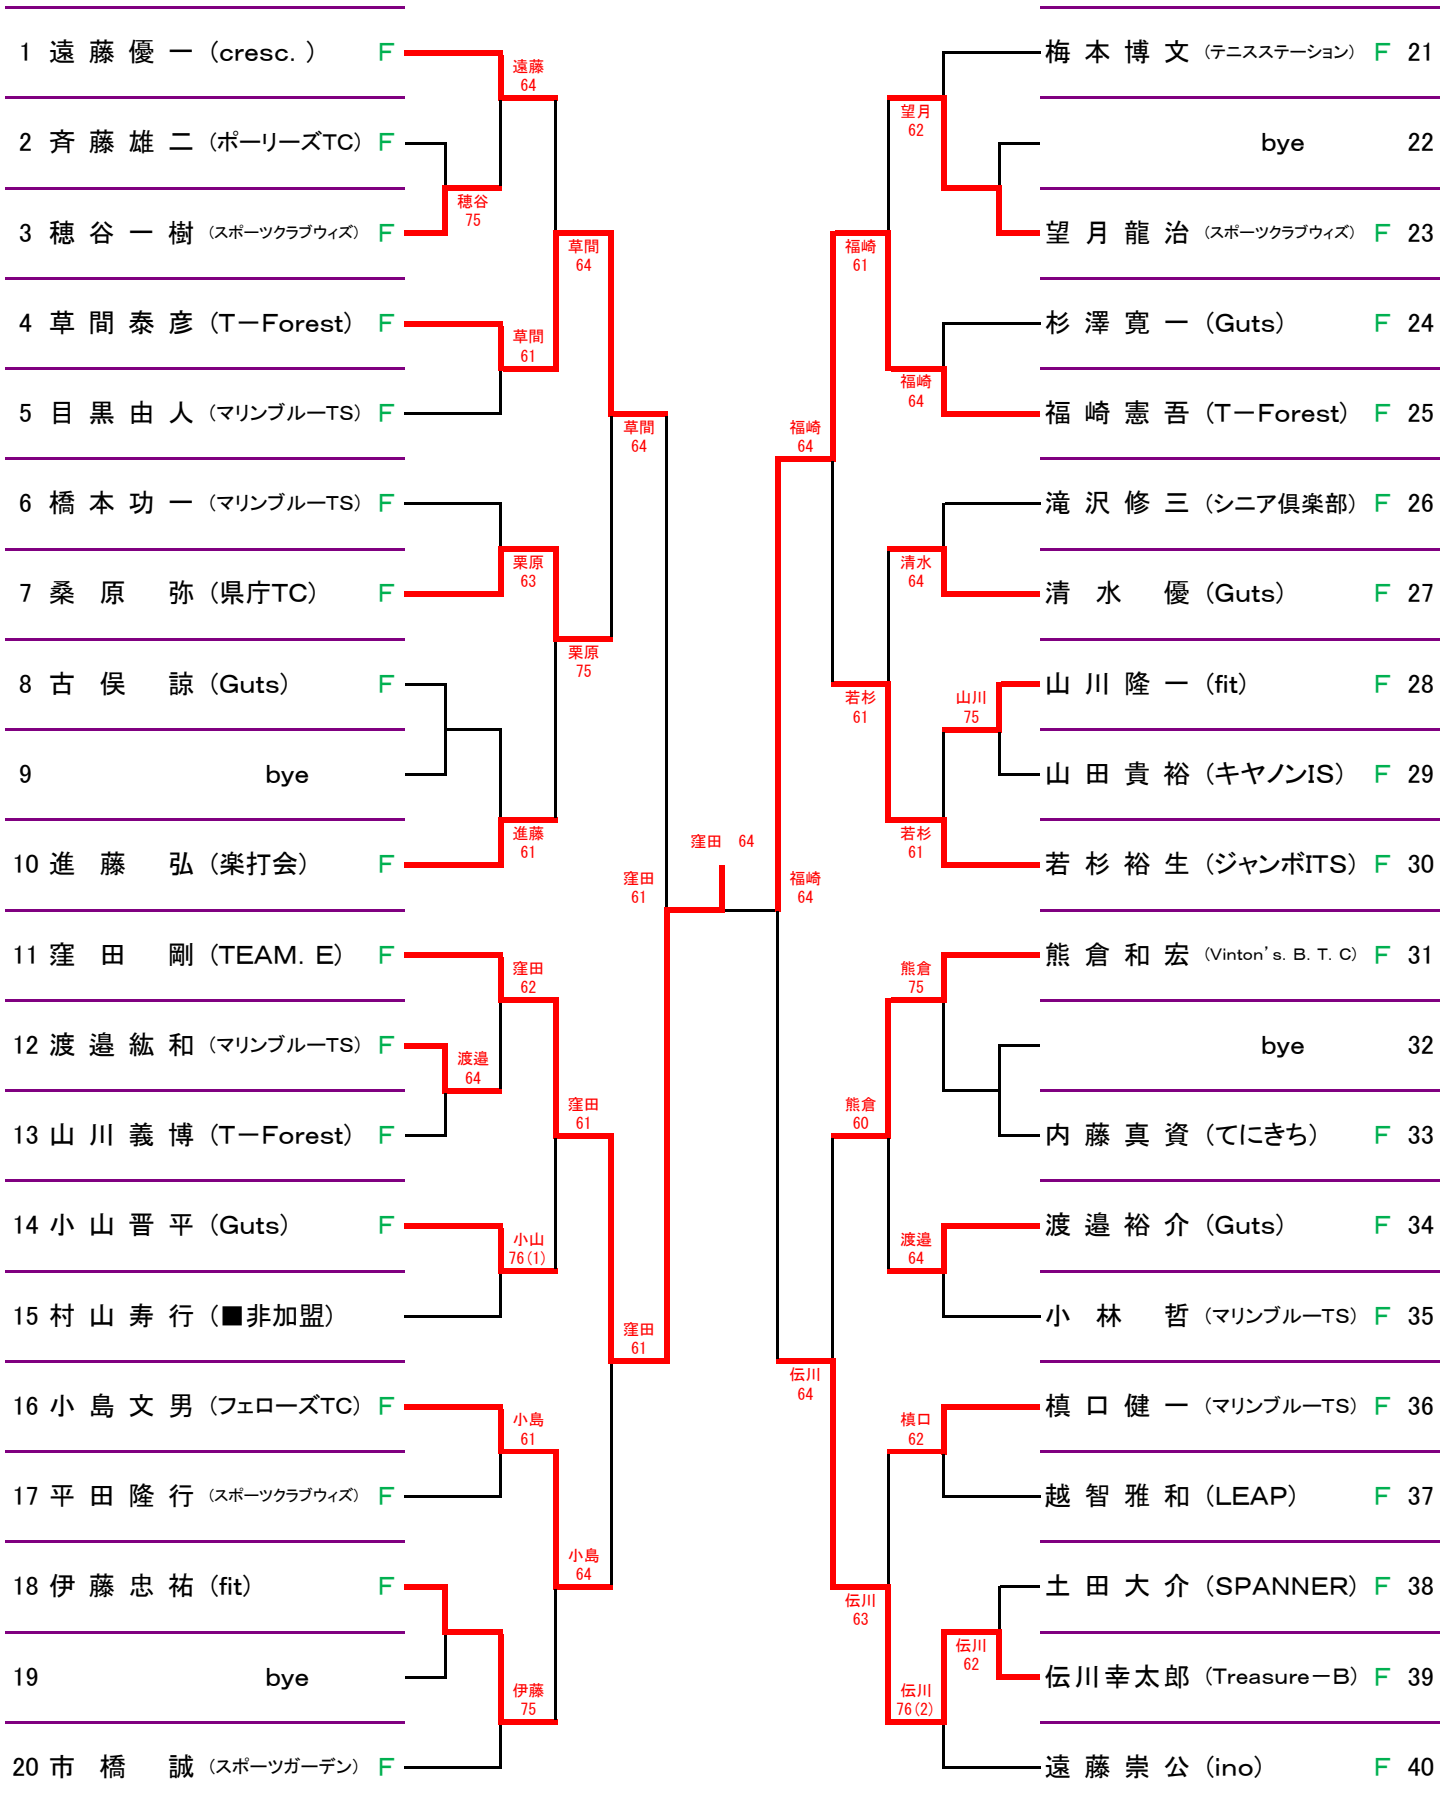 1 遠藤優一 (cresc.) F
2 斉藤雄二 (ポーリーズTC) F
3 穂谷一樹 (スポーツクラブウィズ) F
4 草間泰彦 (T－Forest) F
5 目黒由人 (マリンブルーTS) F
6 橋本功一 (マリンブルーTS) F
7 桑原 弥 (県庁TC) F
8 古俣 諒 (Guts) F
9 bye
10 進藤 弘 (楽打会) F
11 窪田 剛 (TEAM. E) F
12 渡邉紘和 (マリンブルーTS) F
13 山川義博 (T－Forest) F
14 小山晋平 (Guts) F
15 村山寿行 (■非加盟)
16 小島文男 (フェローズTC) F
17 平田隆行 (スポーツクラブウィズ) F
18 伊藤忠祐 (fit) F
19 bye
20 市橋 誠 (スポーツガーデン) F
穂谷
75
渡邉
64
遠藤
64
草間
61
栗原
63
進藤
61
窪田
62
小山
76(1)
小島
61
伊藤
75
草間
64
栗原
75
窪田
61
小島
64
草間
64
窪田
61
窪田
61
窪田 64
福崎
64
福崎
64
伝川
64
福崎
61
若杉
61
熊倉
60
伝川
63
望月
62
福崎
64
清水
64
若杉
61
熊倉
75
渡邉
64
槙口
62
伝川
76(2)
山川
75
伝川
62
梅本博文 (テニスステーション) F 21
bye 22
望月龍治 (スポーツクラブウィズ) F 23
杉澤寛一 (Guts) F 24
福崎憲吾 (T－Forest) F 25
滝沢修三 (シニア倶楽部) F 26
清水 優 (Guts) F 27
山川隆一 (fit) F 28
山田貴裕 (キヤノンIS) F 29
若杉裕生 (ジャンボITS) F 30
熊倉和宏 (Vinton's. B. T. C) F 31
bye 32
内藤真資 (てにきち) F 33
渡邉裕介 (Guts) F 34
小林 哲 (マリンブルーTS) F 35
槙口健一 (マリンブルーTS) F 36
越智雅和 (LEAP) F 37
土田大介 (SPANNER) F 38
伝川幸太郎 (Treasure－B) F 39
遠藤崇公 (ino) F 40